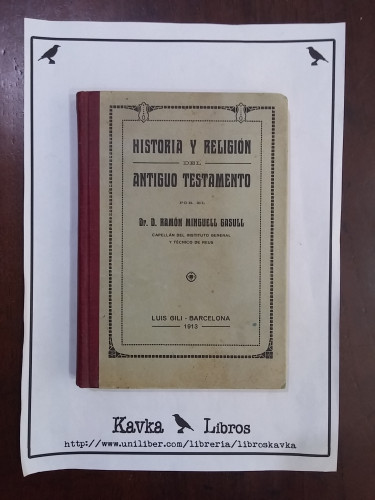 HISTORIA Y RELIGIÓN
DEL
ANTIGUO TESTAMENTO
POR EL
Dr. D. RAMÓN MINGUELL GASULL
CAPELLÁN DEL INSTITUTO GENERAL
Y TÉCNICO DE REUS
LUIS GILI - BARCELONA
1913
Kavka Libros
http://www.uniliber.com/libreria/libroskavka